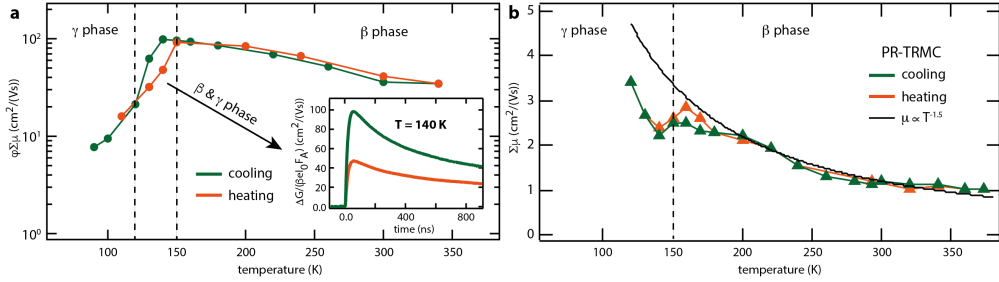 a
γ phase
β phase
φΣμ (cm²/(Vs))
10²
10¹
10⁰
β & γ phase
cooling
heating
T = 140 K
ΔG/(βeI₀F_A) (cm²/(Vs))
100
80
60
40
20
0.0
0.0
400
800
time (ns)
100
150
200
250
300
350
temperature (K)
b
γ phase
β phase
PR-TRMC
cooling
heating
μ ∝ T⁻¹·⁵
Σμ (cm²/(Vs))
5
4
3
2
1
0
100
150
200
250
300
350
temperature (K)